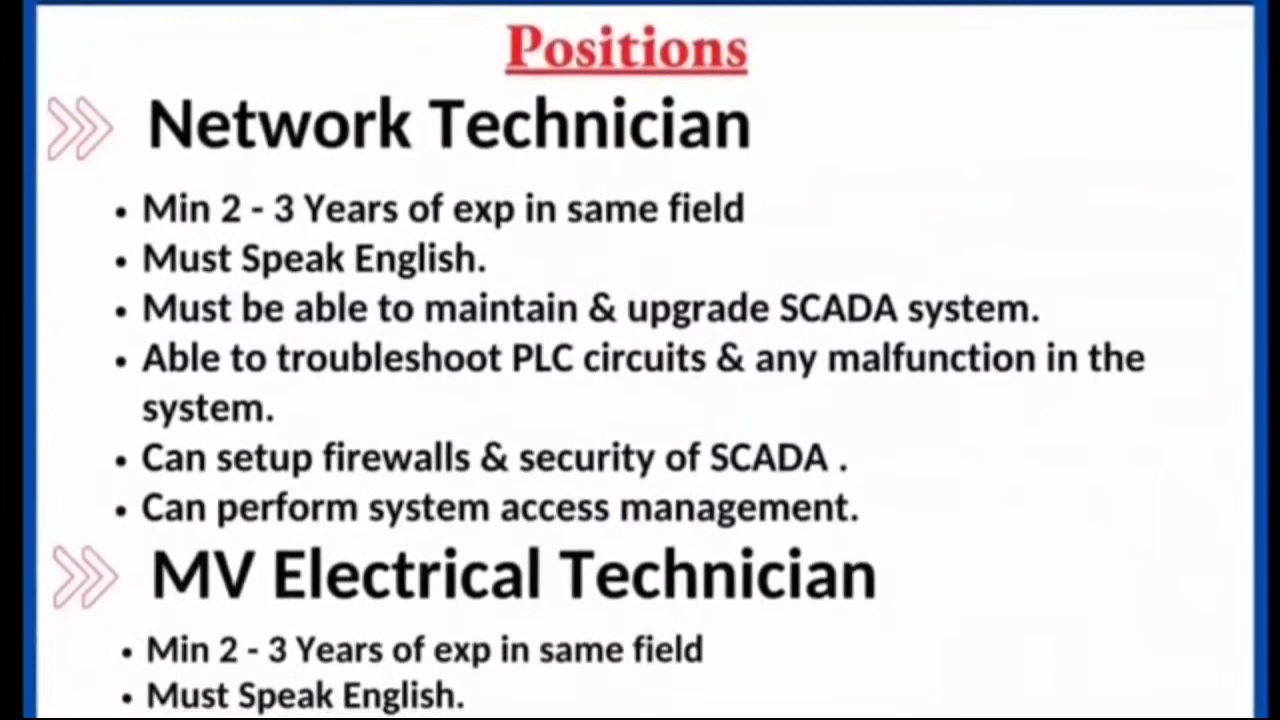 Positions
Network Technician
• Min 2 - 3 Years of exp in same field
• Must Speak English.
• Must be able to maintain & upgrade SCADA system.
• Able to troubleshoot PLC circuits & any malfunction in the
system.
• Can setup firewalls & security of SCADA .
• Can perform system access management.
MV Electrical Technician
• Min 2 - 3 Years of exp in same field
• Must Speak English.